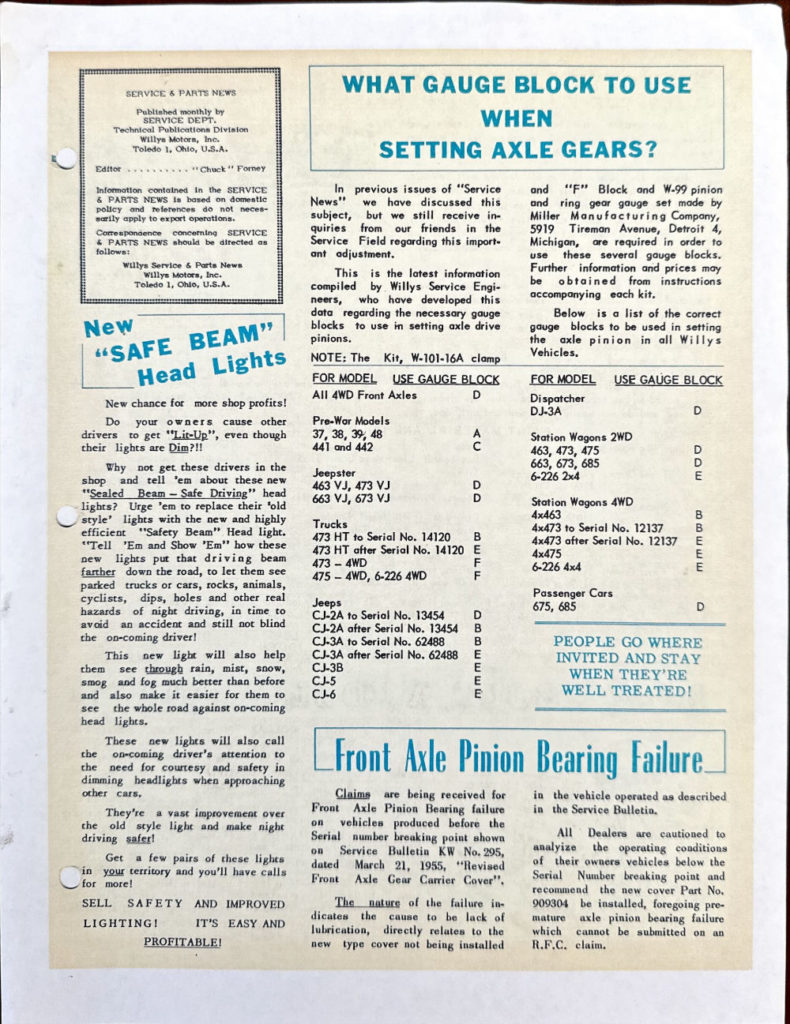 SERVICE & PARTS NEWS
Published monthly by
SERVICE DEPT.
Technical Publications Division
Willys Motors, Inc.
Toledo 1, Ohio, U.S.A.
Editor .......... "Chuck" Forney
Information contained in the SERVICE
& PARTS NEWS is based on domestic
policy and references do not neces-
sarily apply to export operations.
Correspondence concerning SERVICE
& PARTS NEWS should be directed as
follows:
Willys Service & Parts News
Willys Motors, Inc.
Toledo 1, Ohio, U.S.A.
New
"SAFE BEAM"
Head Lights
New chance for more shop profits!
Do your owners cause other
drivers to get "Lit-Up", even though
their lights are Dim?!!
Why not get these drivers in the
shop and tell 'em about these new
"Sealed Beam – Safe Driving" head
lights? Urge 'em to replace their 'old
style' lights with the new and highly
efficient "Safety Beam" Head light.
"Tell 'Em and Show 'Em" how these
new lights put that driving beam
farther down the road, to let them see
parked trucks or cars, rocks, animals,
cyclists, dips, holes and other real
hazards of night driving, in time to
avoid an accident and still not blind
the on-coming driver!
This new light will also help
them see through rain, mist, snow,
smog and fog much better than before
and also make it easier for them to
see the whole road against on-coming
head lights.
These new lights will also call
the on-coming driver's attention to
the need for courtesy and safety in
dimming headlights when approaching
other cars.
They're a vast improvement over
the old style light and make night
driving safer!
Get a few pairs of these lights
in your territory and you'll have calls
for more!
SELL SAFETY AND IMPROVED
LIGHTING! IT'S EASY AND
PROFITABLE!
WHAT GAUGE BLOCK TO USE
WHEN
SETTING AXLE GEARS?
In previous issues of "Service
News" we have discussed this
subject, but we still receive in-
quiries from our friends in the
Service Field regarding this import-
ant adjustment.
This is the latest information
compiled by Willys Service Engi-
neers, who have developed this
data regarding the necessary gauge
blocks to use in setting axle drive
pinions.
NOTE: The Kit, W-101-16A clamp
and "F" Block and W-99 pinion
and ring gear gauge set made by
Miller Manufacturing Company,
5919 Tireman Avenue, Detroit 4,
Michigan, are required in order to
use these several gauge blocks.
Further information and prices may
be obtained from instructions
accompanying each kit.
Below is a list of the correct
gauge blocks to be used in setting
the axle pinion in all Willys
Vehicles.
FOR MODEL USE GAUGE BLOCK
All 4WD Front Axles D
Pre-War Models
37, 38, 39, 48 A
441 and 442 C
Jeepster
463 VJ, 473 VJ D
663 VJ, 673 VJ D
Trucks
473 HT to Serial No. 14120 B
473 HT after Serial No. 14120 E
473 – 4WD F
475 – 4WD, 6-226 4WD F
Jeeps
CJ-2A to Serial No. 13454 D
CJ-2A after Serial No. 13454 B
CJ-3A to Serial No. 62488 B
CJ-3A after Serial No. 62488 E
CJ-3B E
CJ-5 E
CJ-6 E
FOR MODEL USE GAUGE BLOCK
Dispatcher
DJ-3A D
Station Wagons 2WD
463, 473, 475 D
663, 673, 685 D
6-226 2x4 E
Station Wagons 4WD
4x463 B
4x473 to Serial No. 12137 B
4x473 after Serial No. 12137 E
4x475 E
6-226 4x4 E
Passenger Cars
675, 685 D
PEOPLE GO WHERE
INVITED AND STAY
WHEN THEY'RE
WELL TREATED!
Front Axle Pinion Bearing Failure
Claims are being received for
Front Axle Pinion Bearing failure
on vehicles produced before the
Serial number breaking point shown
on Service Bulletin KW No. 295,
dated March 21, 1955, "Revised
Front Axle Gear Carrier Cover".
The nature of the failure in-
dicates the cause to be lack of
lubrication, directly relates to the
new type cover not being installed
in the vehicle operated as described
in the Service Bulletin.
All Dealers are cautioned to
analyize the operating conditions
of their owners vehicles below the
Serial Number breaking point and
recommend the new cover Part No.
909304 be installed, foregoing pre-
mature axle pinion bearing failure
which cannot be submitted on an
R.F.C. claim.